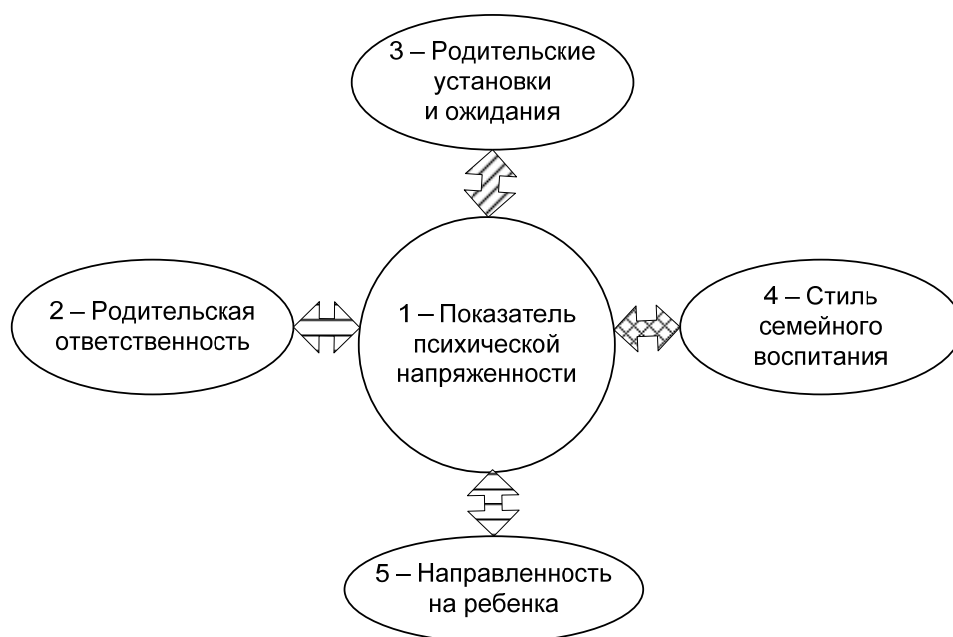 3 – Родительские
установки
и ожидания
2 – Родительская
ответственность
1 – Показатель
психической
напряженности
4 – Стиль
семейного
воспитания
5 – Направленность
на ребенка